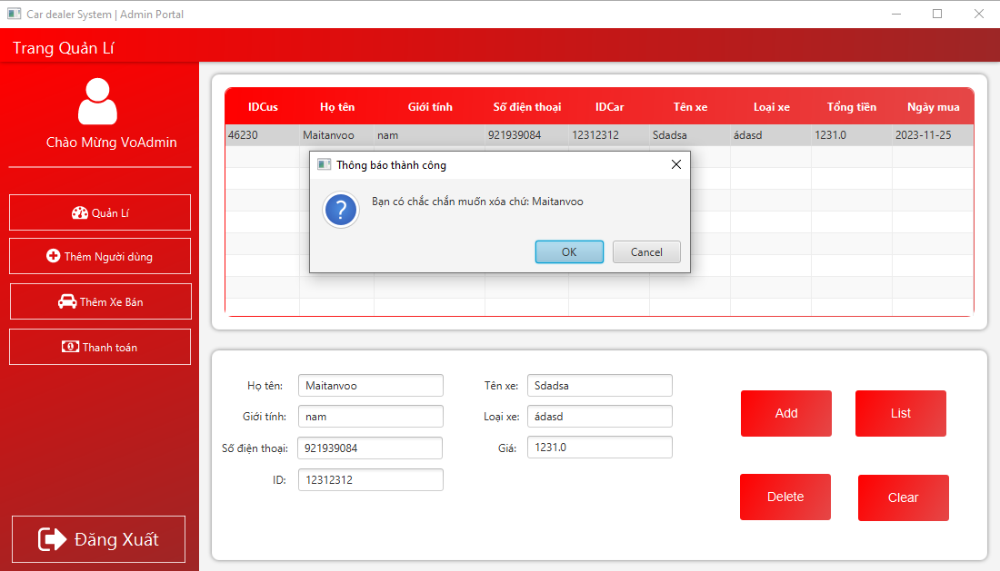 Car dealer System | Admin Portal
Trang Quản Lí
Chào Mừng VoAdmin
Quản Lí
Thêm Người dùng
Thêm Xe Bán
Thanh toán
Đăng Xuất
IDCus Họ tên Giới tính Số điện thoại IDCar Tên xe Loại xe Tổng tiền Ngày mua
46230 Maitanvoo nam 921939084 12312312 Sdadsa ádasd 1231.0 2023-11-25
Thông báo thành công
?
Bạn có chắc chắn muốn xóa chứ: Maitanvoo
OK Cancel
Họ tên: Maitanvoo Tên xe: Sdadsa
Giới tính: nam Loại xe: ádasd
Số điện thoại: 921939084 Giá: 1231.0
ID: 12312312
Add List
Delete Clear